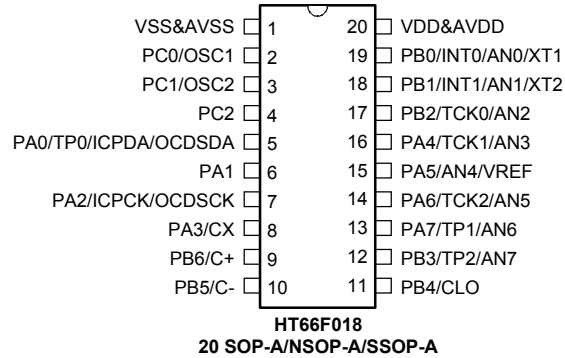 VSS&AVSS 1 20 VDD&AVDD
PC0/OSC1 2 19 PB0/INT0/AN0/XT1
PC1/OSC2 3 18 PB1/INT1/AN1/XT2
PC2 4 17 PB2/TCK0/AN2
PA0/TP0/ICPDA/OCDSDA 5 16 PA4/TCK1/AN3
PA1 6 15 PA5/AN4/VREF
PA2/ICPCK/OCDSCK 7 14 PA6/TCK2/AN5
PA3/CX 8 13 PA7/TP1/AN6
PB6/C+ 9 12 PB3/TP2/AN7
PB5/C- 10 11 PB4/CLO
HT66F018
20 SOP-A/NSOP-A/SSOP-A